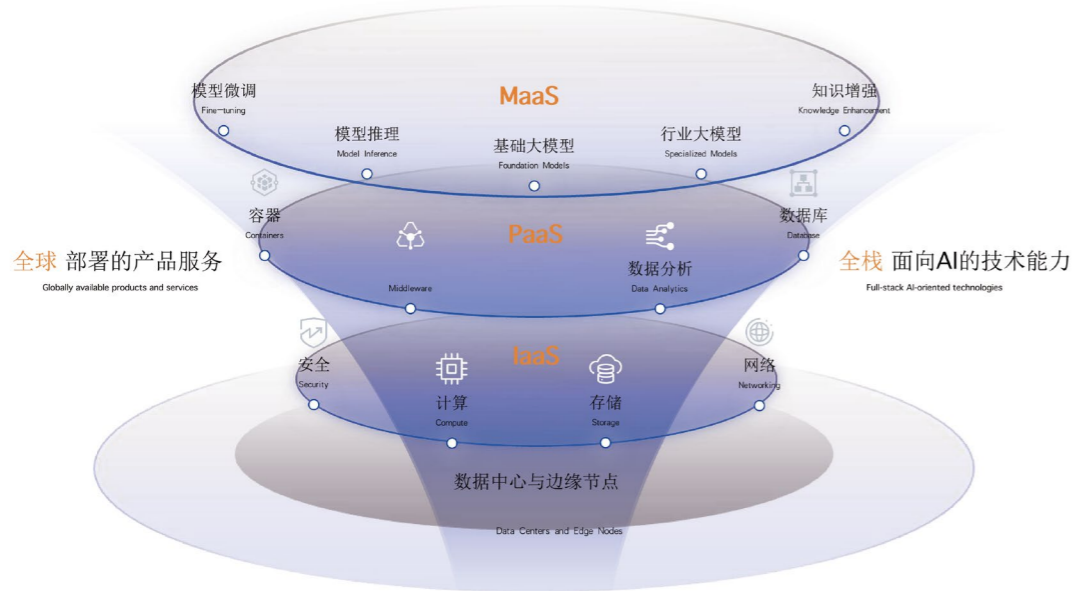 MaaS
模型微调
Fine-tuning
模型推理
Model Inference
基础大模型
Foundation Models
行业大模型
Specialized Models
知识增强
Knowledge Enhancement
PaaS
容器
Containers
Middleware
数据分析
Data Analytics
数据库
Database
全球 部署的产品服务
Globally available products and services
全栈 面向AI的技术能力
Full-stack AI-oriented technologies
IaaS
安全
Security
计算
Compute
存储
Storage
网络
Networking
数据中心与边缘节点
Data Centers and Edge Nodes